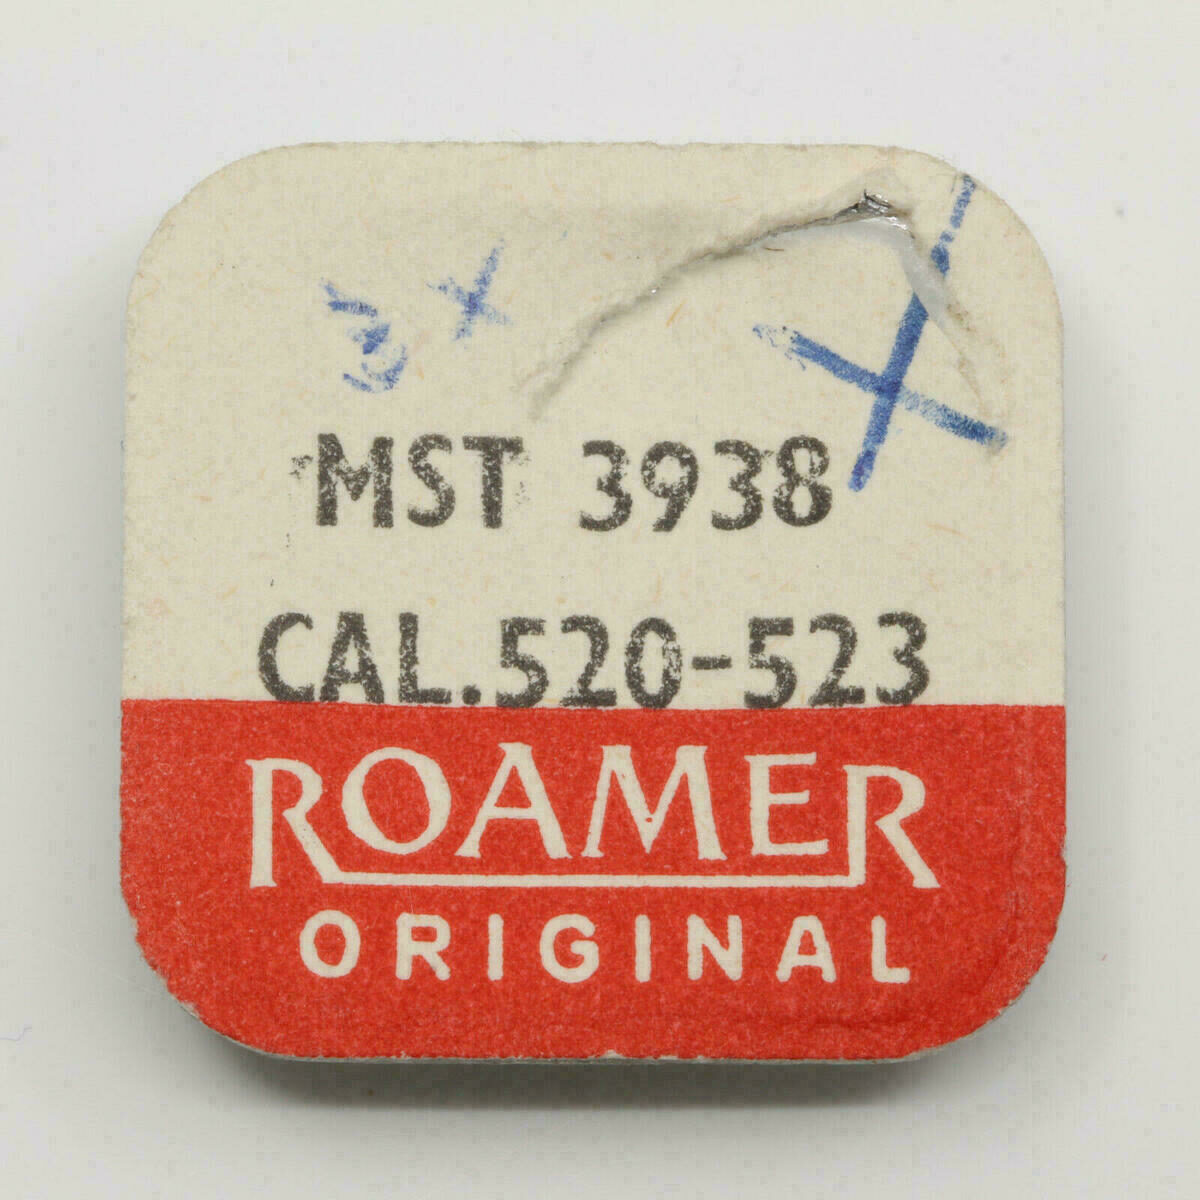 MST 3938
CAL.520-523
ROAMER
ORIGINAL